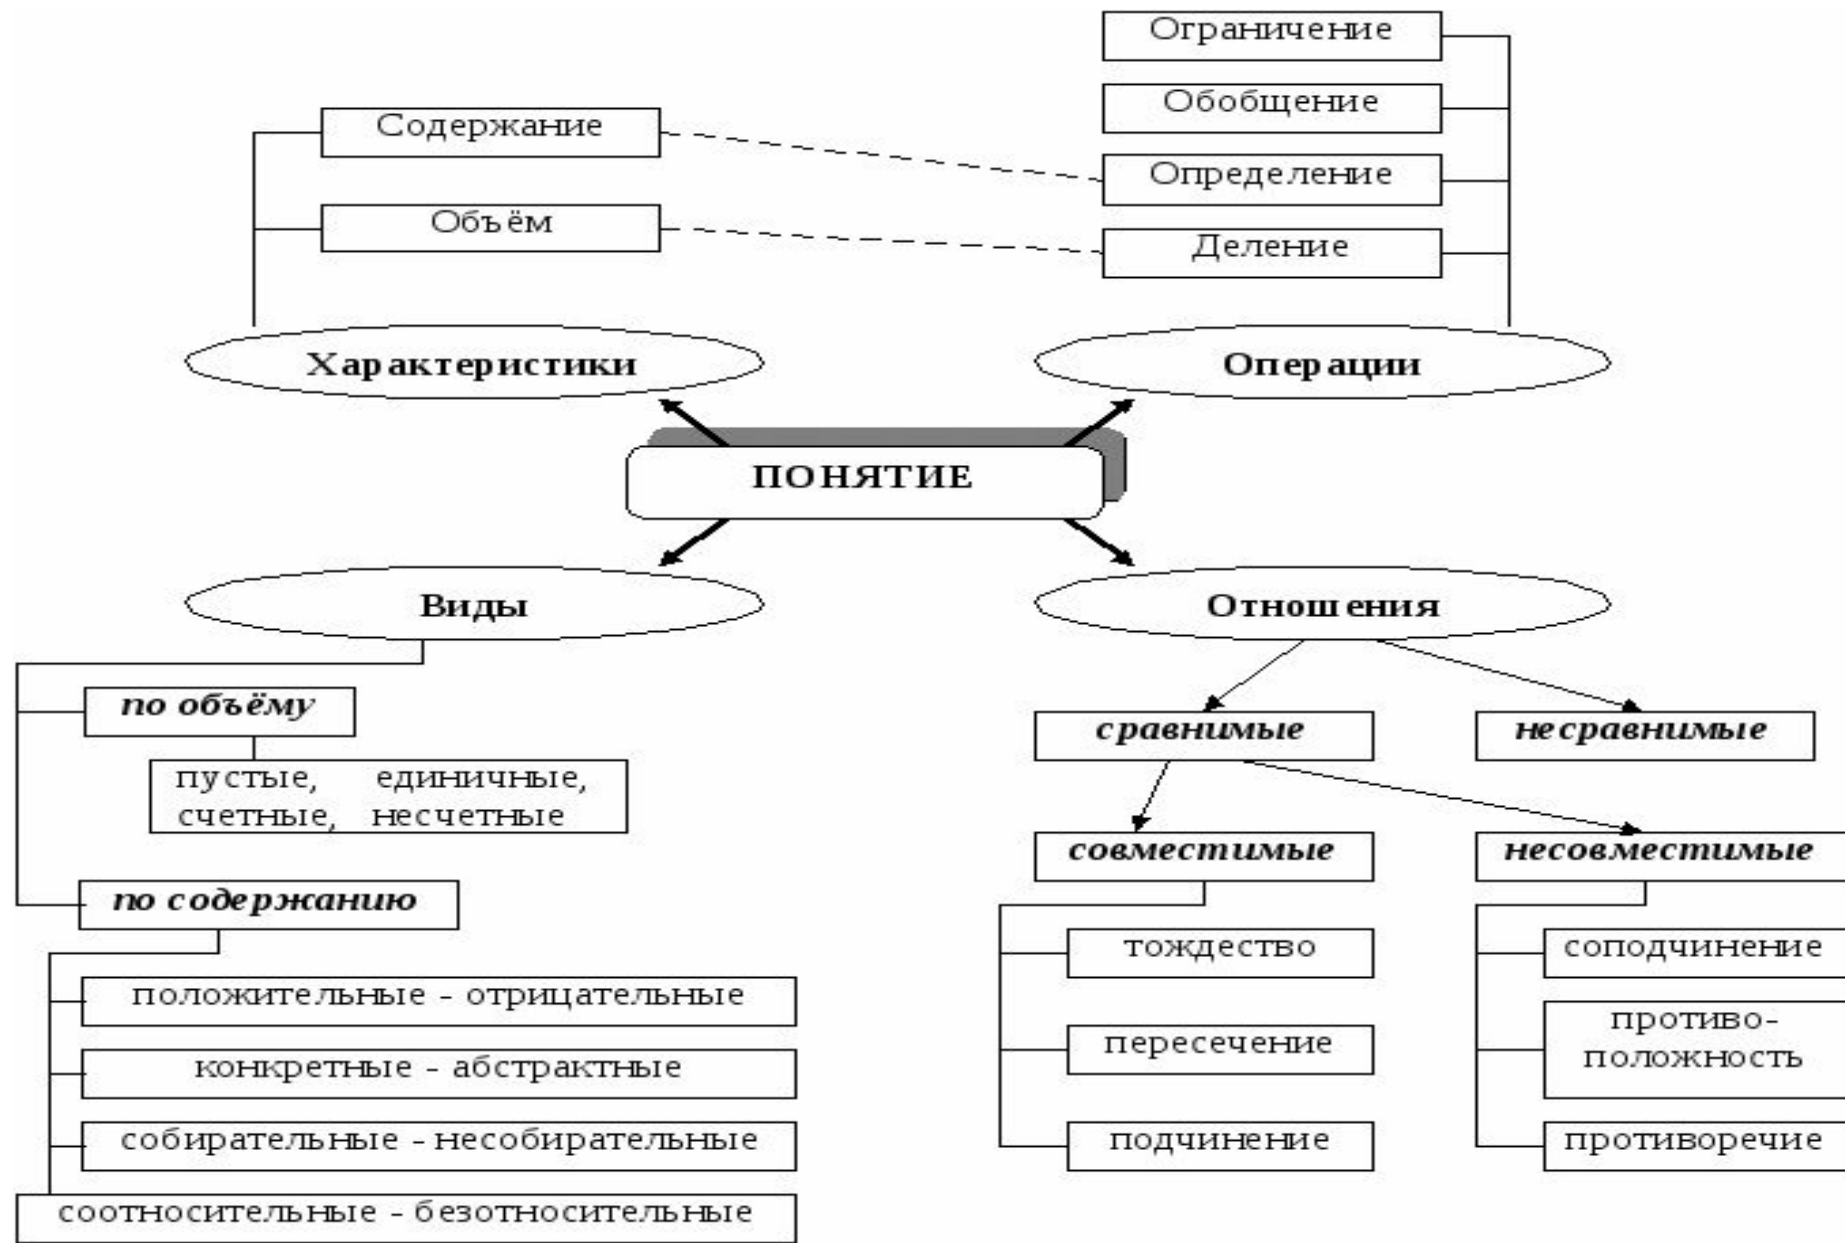 Ограничение
Обобщение
Содержание
Определение
Объём
Деление
Характеристики
Операции
ПОНЯТИЕ
Виды
Отношения
по объёму
пустые, единичные,
счетные, несчетные
по содержанию
положительные - отрицательные
конкретные - абстрактные
собирательные - несобирательные
соотносительные - безотносительные
сравнимые
несравнимые
совместимые
несовместимые
тождество
пересечение
подчинение
соподчинение
противо-
положность
противоречие